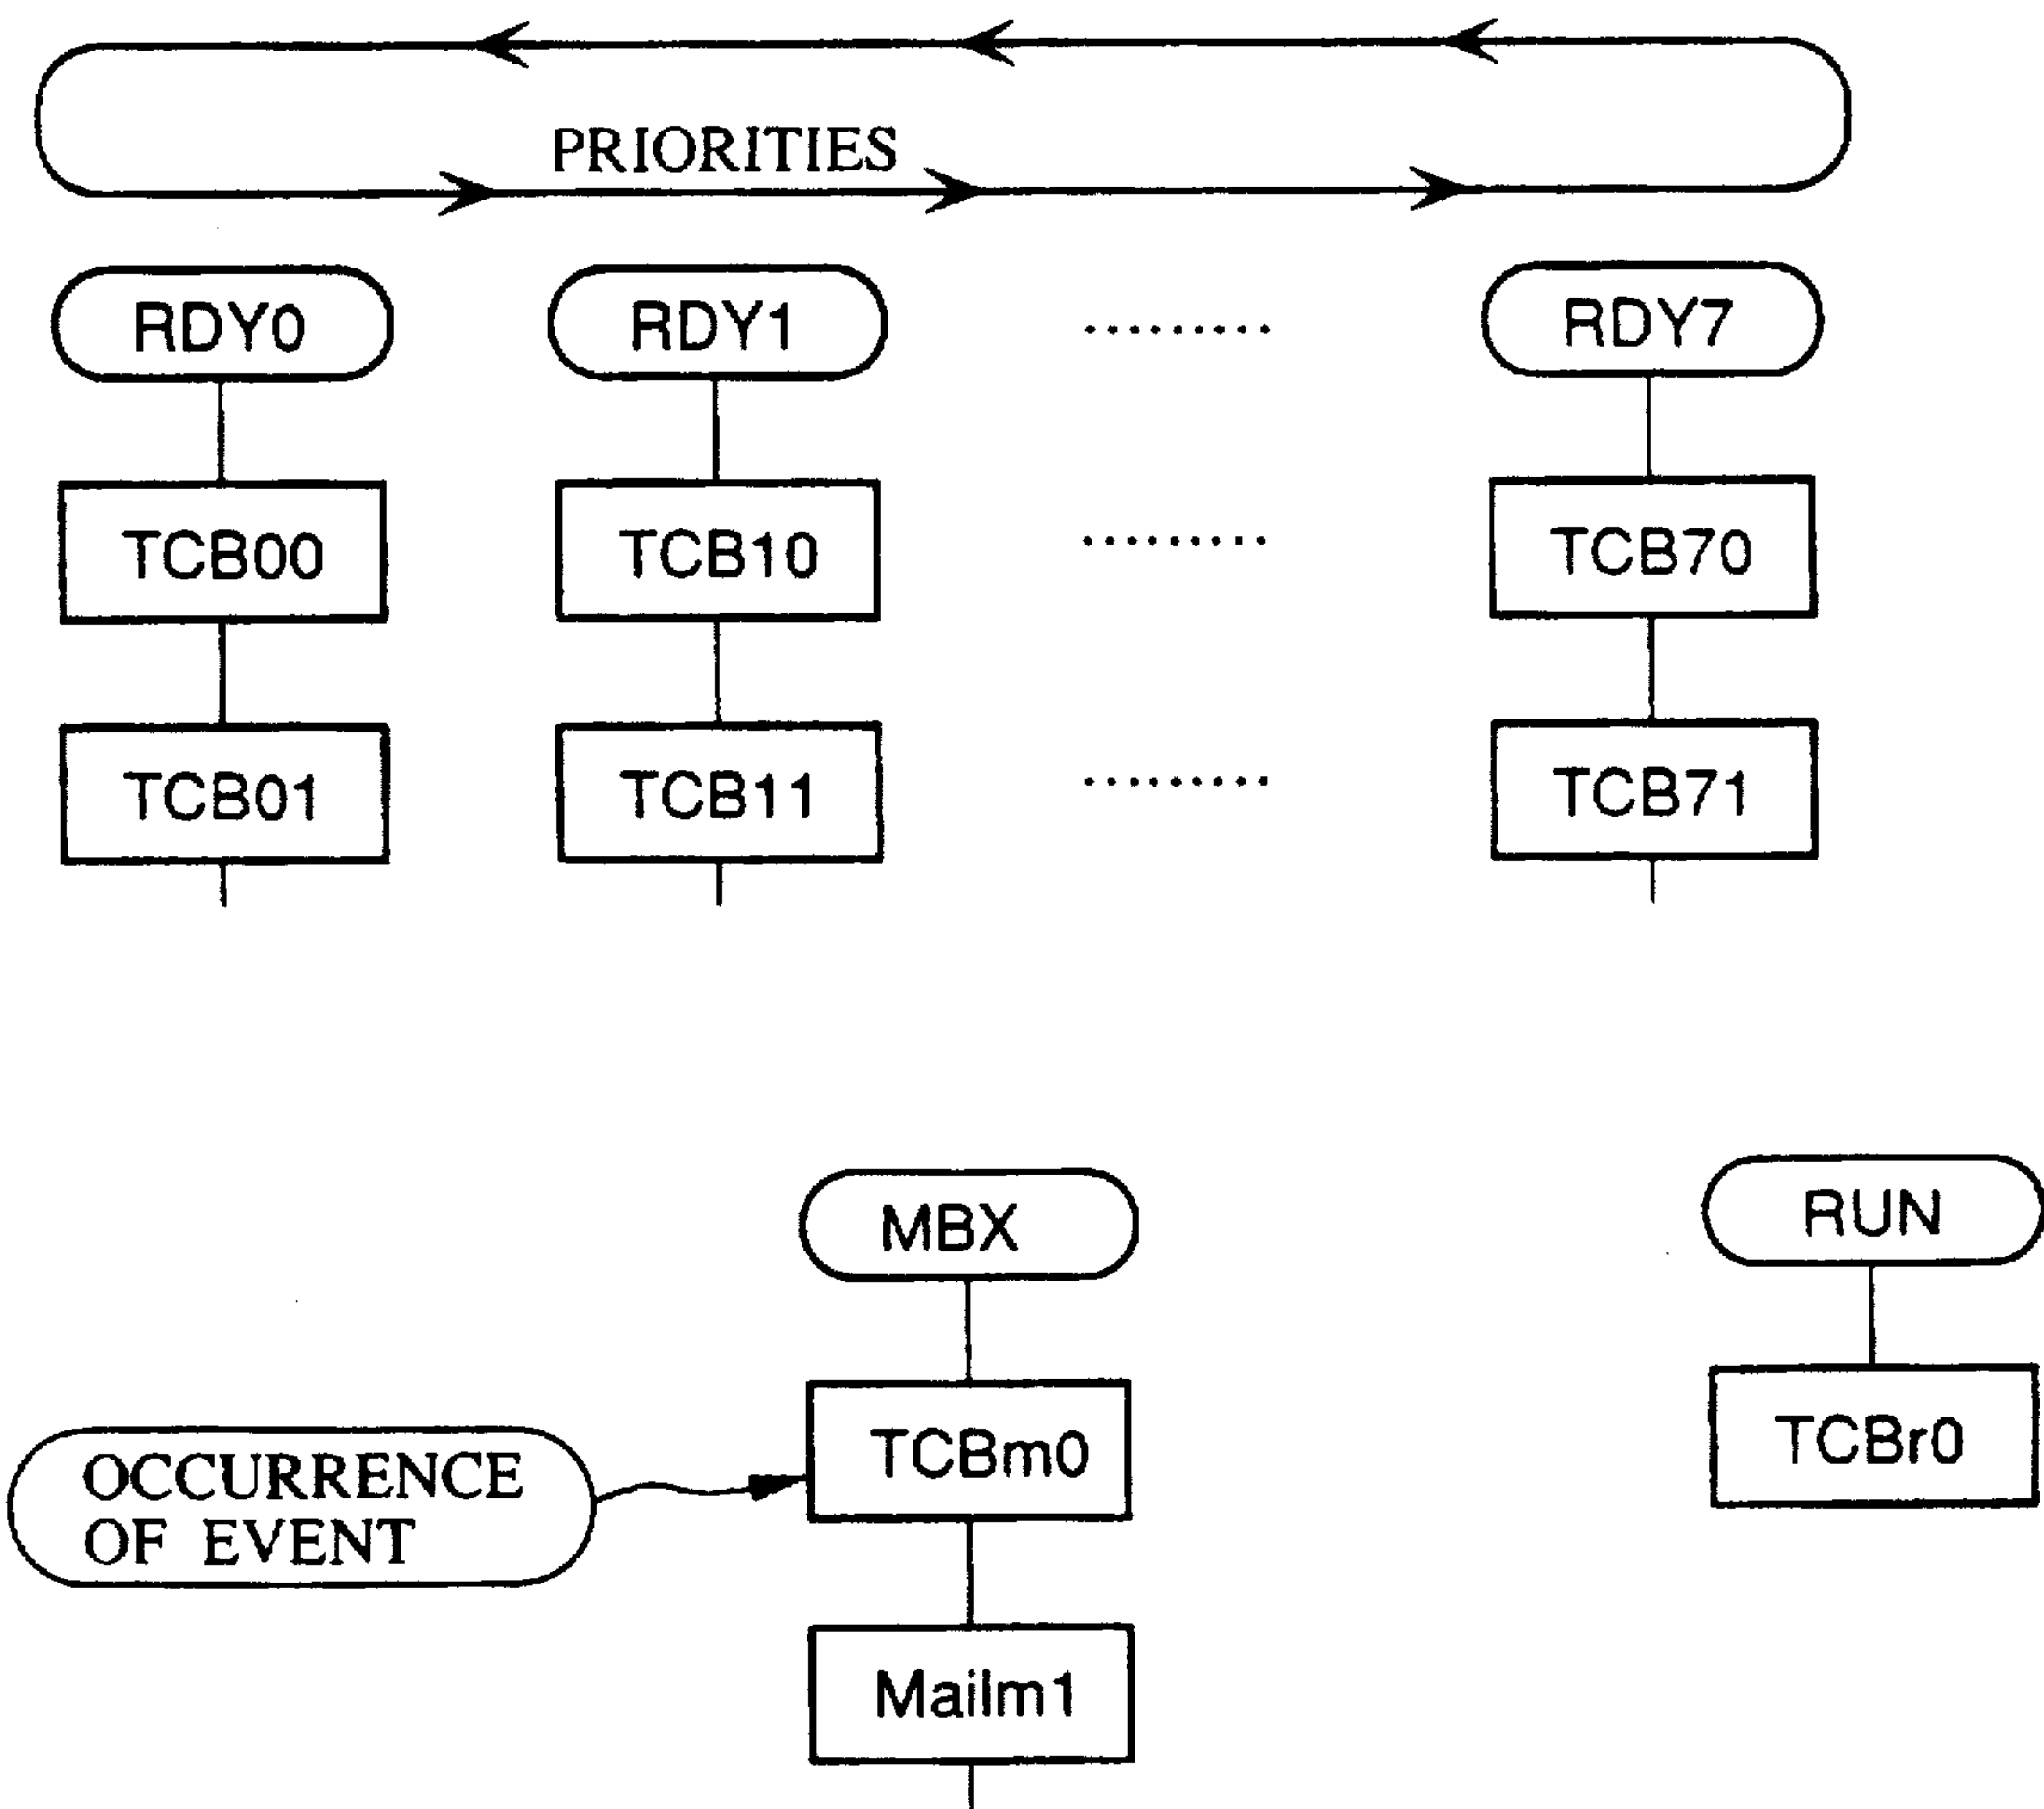 PRIORITIES
RDY0 RDY1 ......... RDY7
TCB00 TCB10 ......... TCB70
TCB01 TCB11 ......... TCB71
MBX RUN
TCBm0 TCBr0
OCCURRENCE
OF EVENT
Mailm1